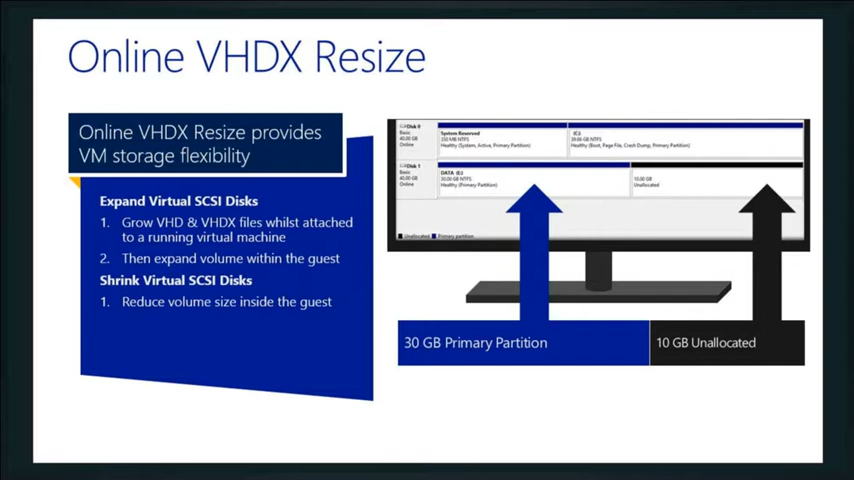 Online VHDX Resize
Online VHDX Resize provides
VM storage flexibility
Expand Virtual SCSI Disks
1. Grow VHD & VHDX files whilst attached
to a running virtual machine
2. Then expand volume within the guest
Shrink Virtual SCSI Disks
1. Reduce volume size inside the guest
Disk 0
Basic
40.00 GB
Online
System Reserved
350 MB NTFS
Healthy (System, Active, Primary Partition)
(C:)
39.66 GB NTFS
Healthy (Boot, Page File, Crash Dump, Primary Partition)
Disk 1
Basic
40.00 GB
Online
DATA (E:)
30.00 GB NTFS
Healthy (Primary Partition)
10.00 GB
Unallocated
Unallocated Primary partition
30 GB Primary Partition
10 GB Unallocated